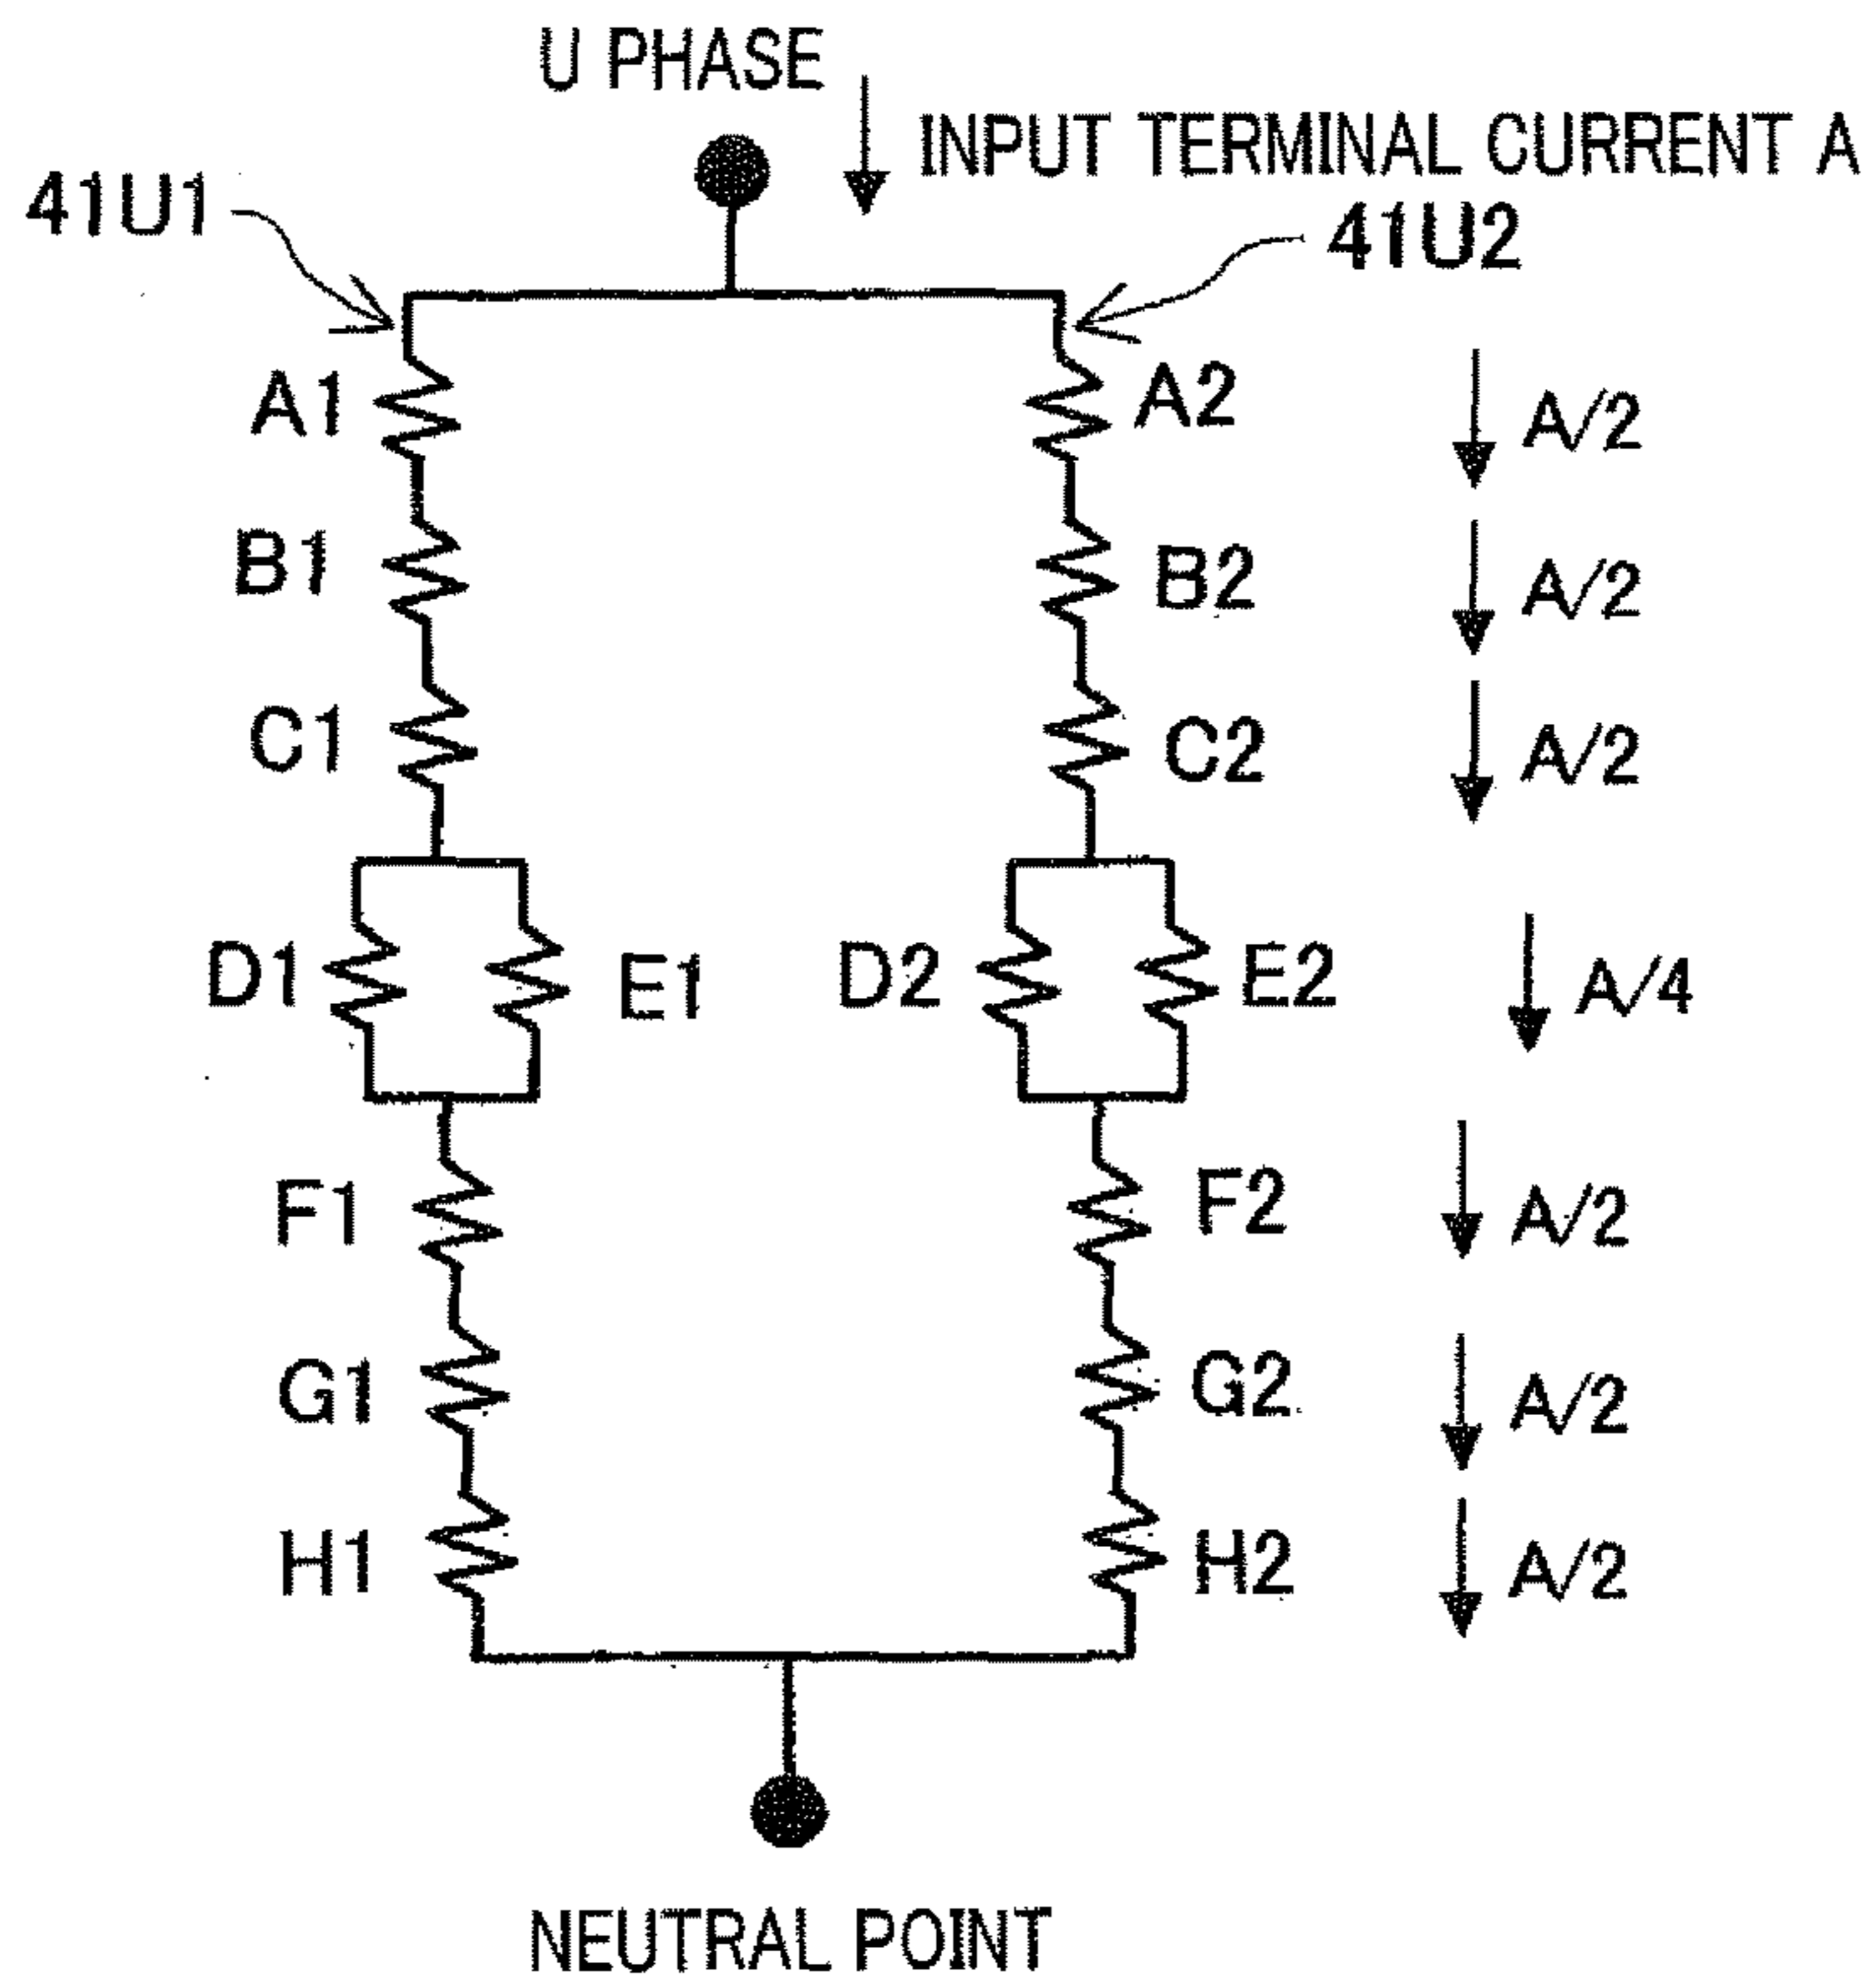 U PHASE
INPUT TERMINAL CURRENT A
41U1
41U2
A1
A2
A/2
B1
B2
A/2
C1
C2
A/2
D1
E1
D2
E2
A/4
F1
F2
A/2
G1
G2
A/2
H1
H2
A/2
NEUTRAL POINT